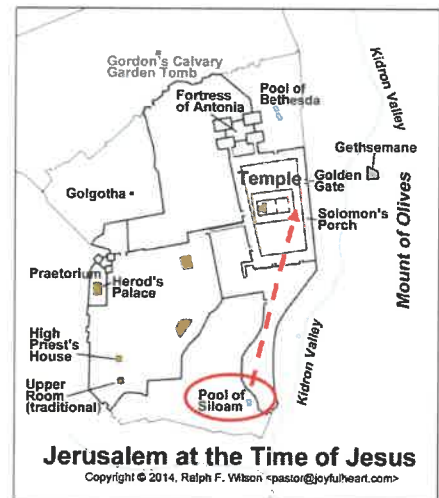 Gordon's Calvary
Garden Tomb
Fortress
of Antonia
Pool of
Bethesda
Kidron Valley
Gethsemane
Temple
Golden
Gate
Golgotha
Solomon's
Porch
Mount of Olives
Praetorium
Herod's
Palace
High
Priest's
House
Upper
Room
(traditional)
Pool of
Siloam
Kidron Valley
Jerusalem at the Time of Jesus
Copyright © 2014, Ralph F. Wilson <pastor@joyfulheart.com>